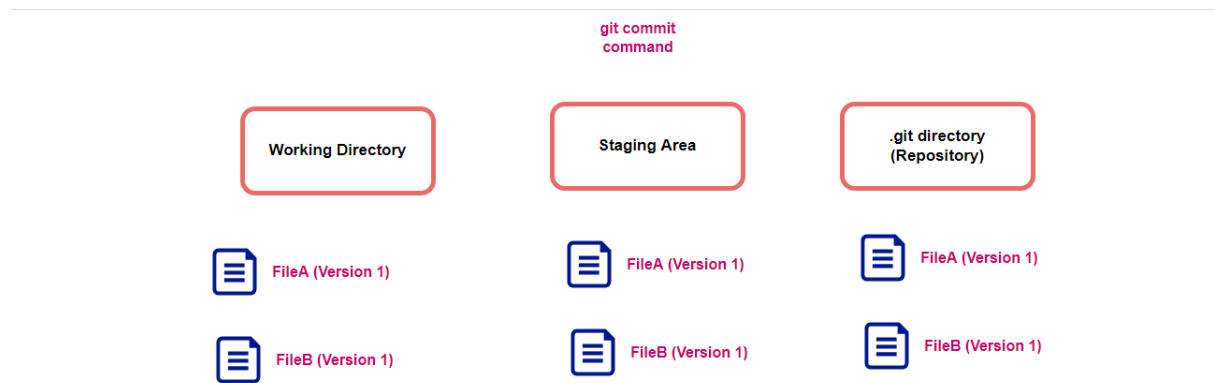 git commit
command
Working Directory
Staging Area
.git directory
(Repository)
FileA (Version 1)
FileA (Version 1)
FileA (Version 1)
FileB (Version 1)
FileB (Version 1)
FileB (Version 1)